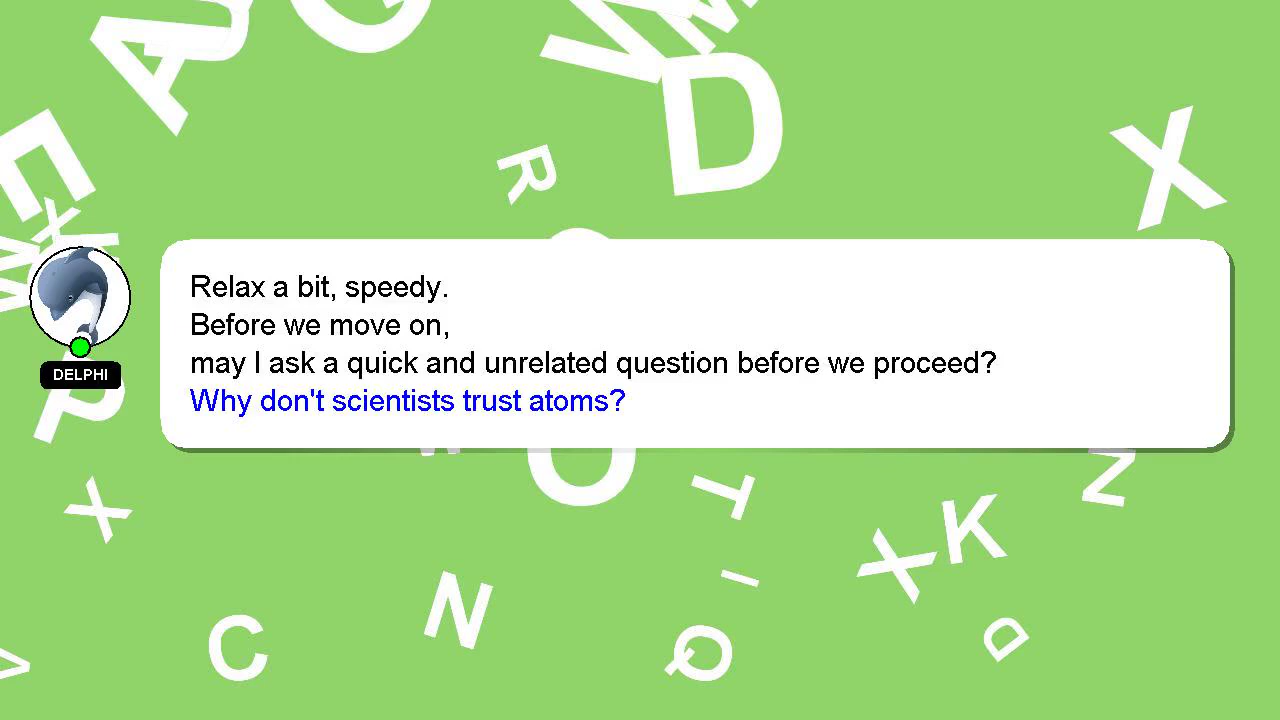 Relax a bit, speedy.
Before we move on,
may I ask a quick and unrelated question before we proceed?
Why don't scientists trust atoms?
DELPHI
A
G
M
D
E
R
X
X
P
O
N
T
X
K
X
I
N
C
Q
D
V